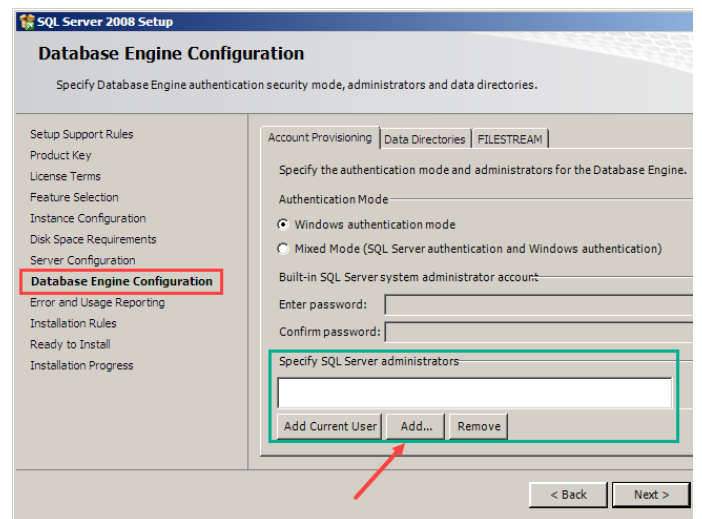 SQL Server 2008 Setup
Database Engine Configuration
Specify Database Engine authentication security mode, administrators and data directories.
Setup Support Rules
Product Key
License Terms
Feature Selection
Instance Configuration
Disk Space Requirements
Server Configuration
Database Engine Configuration
Error and Usage Reporting
Installation Rules
Ready to Install
Installation Progress
Account Provisioning Data Directories FILESTREAM
Specify the authentication mode and administrators for the Database Engine.
Authentication Mode
Windows authentication mode
Mixed Mode (SQL Server authentication and Windows authentication)
Built-in SQL Server system administrator account
Enter password:
Confirm password:
Specify SQL Server administrators
Add Current User Add... Remove
< Back Next >